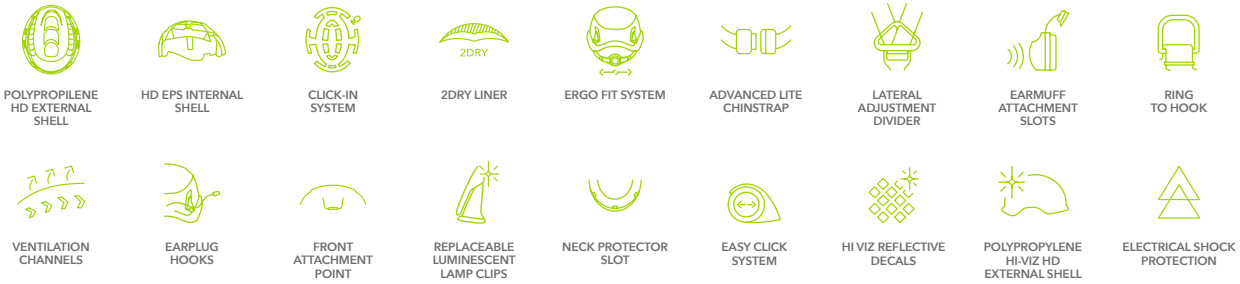 2DRY
POLYPROPILENE
HD EXTERNAL
SHELL
HD EPS INTERNAL
SHELL
CLICK-IN
SYSTEM
2DRY LINER
ERGO FIT SYSTEM
ADVANCED LITE
CHINSTRAP
LATERAL
ADJUSTMENT
DIVIDER
EARMUFF
ATTACHMENT
SLOTS
RING
TO HOOK
VENTILATION
CHANNELS
EARPLUG
HOOKS
FRONT
ATTACHMENT
POINT
REPLACEABLE
LUMINESCENT
LAMP CLIPS
NECK PROTECTOR
SLOT
EASY CLICK
SYSTEM
HI VIZ REFLECTIVE
DECALS
POLYPROPYLENE
HI-VIZ HD
EXTERNAL SHELL
ELECTRICAL SHOCK
PROTECTION